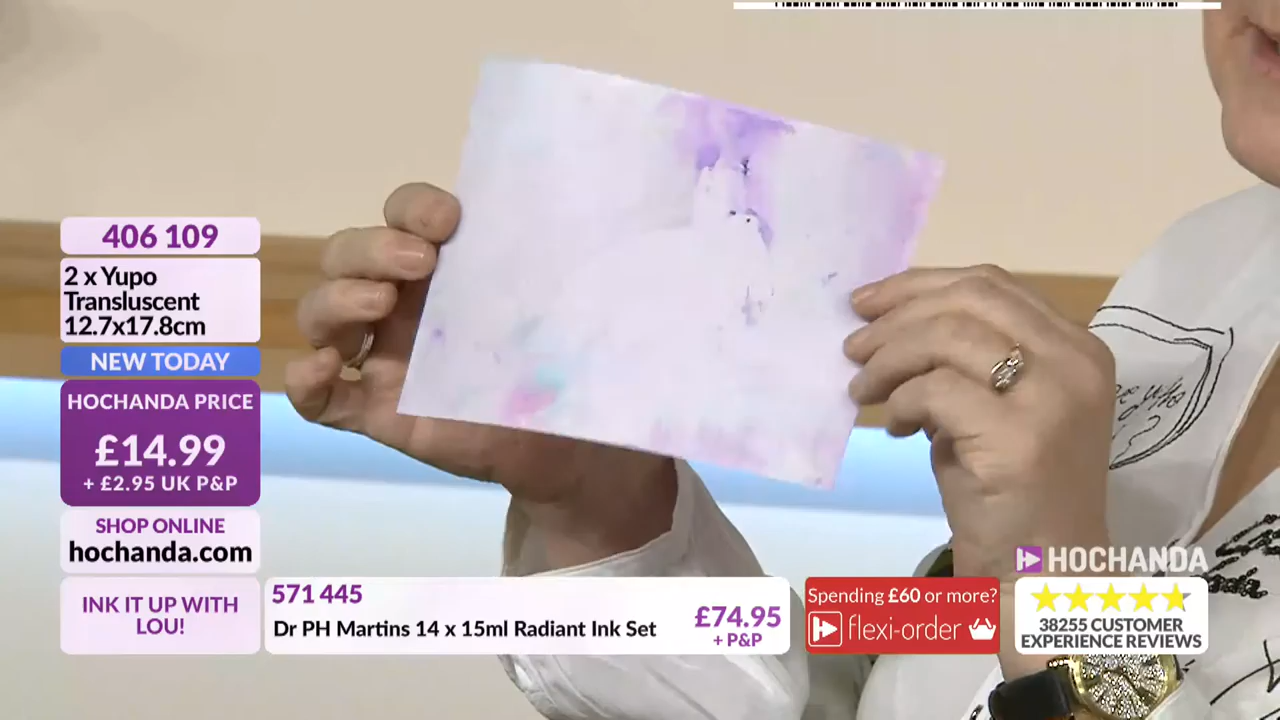 406 109
2 x Yupo
Transluscent
12.7x17.8cm
NEW TODAY
HOCHANDA PRICE
£14.99
+ £2.95 UK P&P
SHOP ONLINE
hochanda.com
INK IT UP WITH
LOU!
571 445
Dr PH Martins 14 x 15ml Radiant Ink Set
£74.95
+ P&P
Spending £60 or more?
flexi-order
HOCHANDA
38255 CUSTOMER
EXPERIENCE REVIEWS